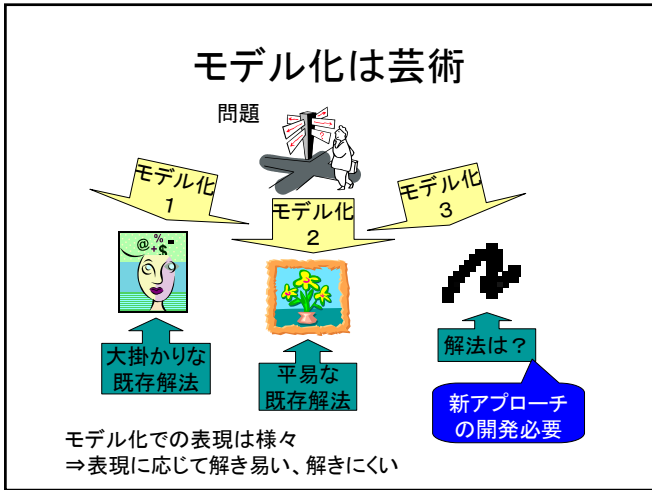 モデル化は芸術
問題
モデル化
1
モデル化
2
モデル化
3
@%
+$
大掛かりな
既存解法
平易な
既存解法
解法は？
新アプローチ
の開発必要
モデル化での表現は様々
⇒表現に応じて解き易い、解きにくい